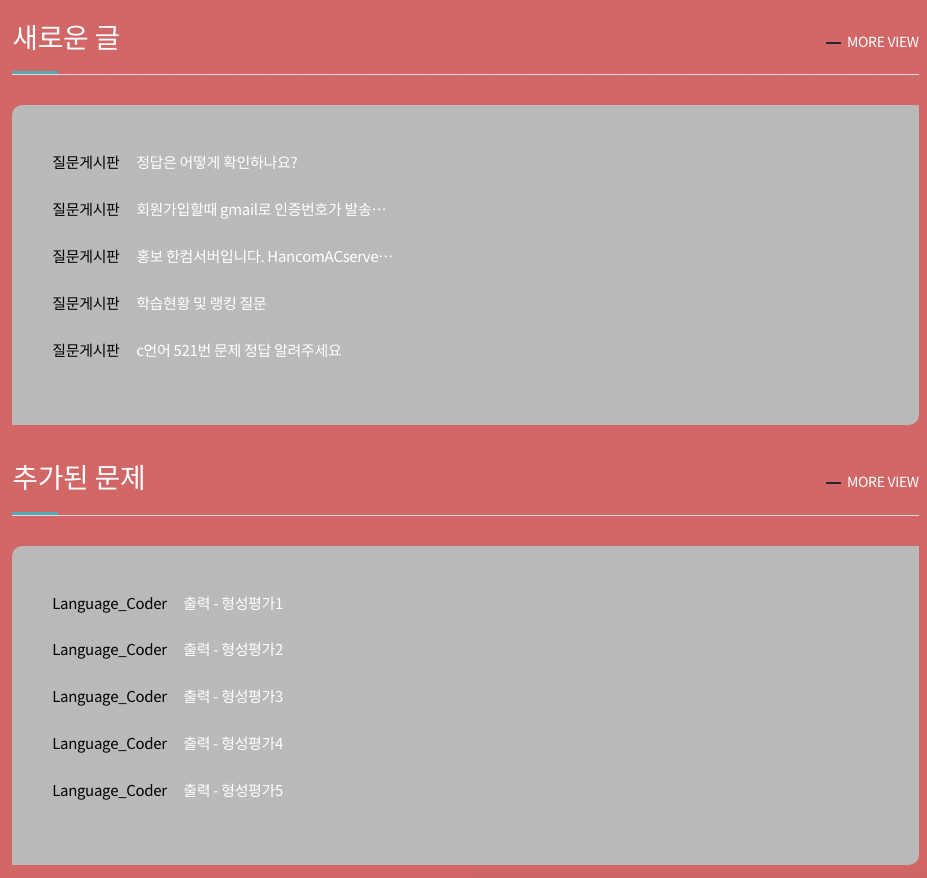 새로운 글
MORE VIEW
질문게시판 정답은 어떻게 확인하나요?
질문게시판 회원가입할때 gmail로 인증번호가 발송…
질문게시판 홍보 한컴서버입니다. HancomACserve…
질문게시판 학습현황 및 랭킹 질문
질문게시판 c언어 521번 문제 정답 알려주세요
추가된 문제
MORE VIEW
Language_Coder 출력 - 형성평가1
Language_Coder 출력 - 형성평가2
Language_Coder 출력 - 형성평가3
Language_Coder 출력 - 형성평가4
Language_Coder 출력 - 형성평가5